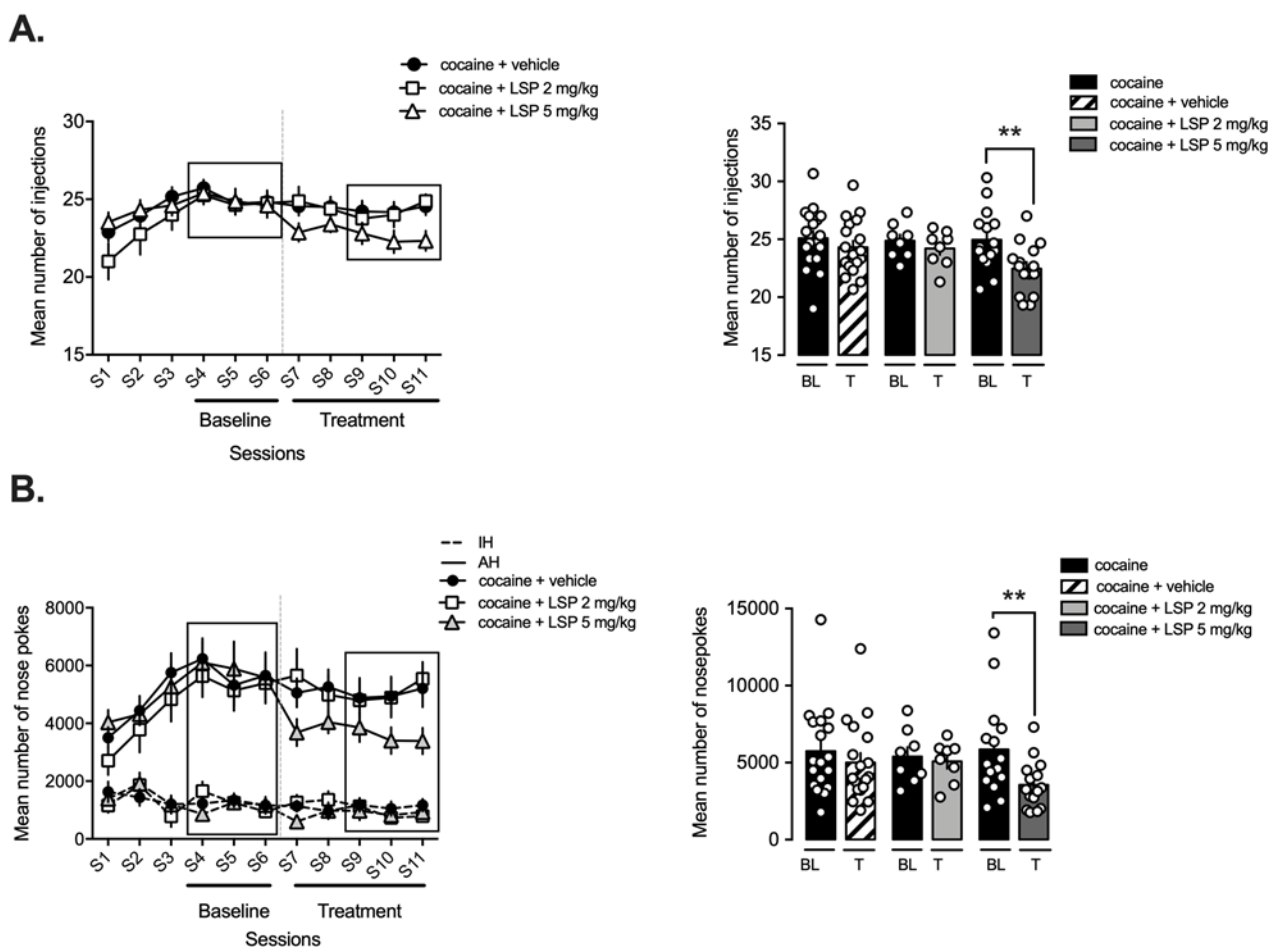 A.
cocaine + vehicle
cocaine + LSP 2 mg/kg
cocaine + LSP 5 mg/kg
Mean number of injections
30
25
20
15
S1 S2 S3 S4 S5 S6 S7 S8 S9 S10 S11
Baseline Treatment
Sessions
cocaine
cocaine + vehicle
cocaine + LSP 2 mg/kg
cocaine + LSP 5 mg/kg
Mean number of injections
35
30
25
20
15
**
BL T BL T BL T
B.
IH
AH
cocaine + vehicle
cocaine + LSP 2 mg/kg
cocaine + LSP 5 mg/kg
Mean number of nose pokes
8000
6000
4000
2000
0
S1 S2 S3 S4 S5 S6 S7 S8 S9 S10 S11
Baseline Treatment
Sessions
cocaine
cocaine + vehicle
cocaine + LSP 2 mg/kg
cocaine + LSP 5 mg/kg
Mean number of nosepokes
15000
10000
5000
0
**
BL T BL T BL T